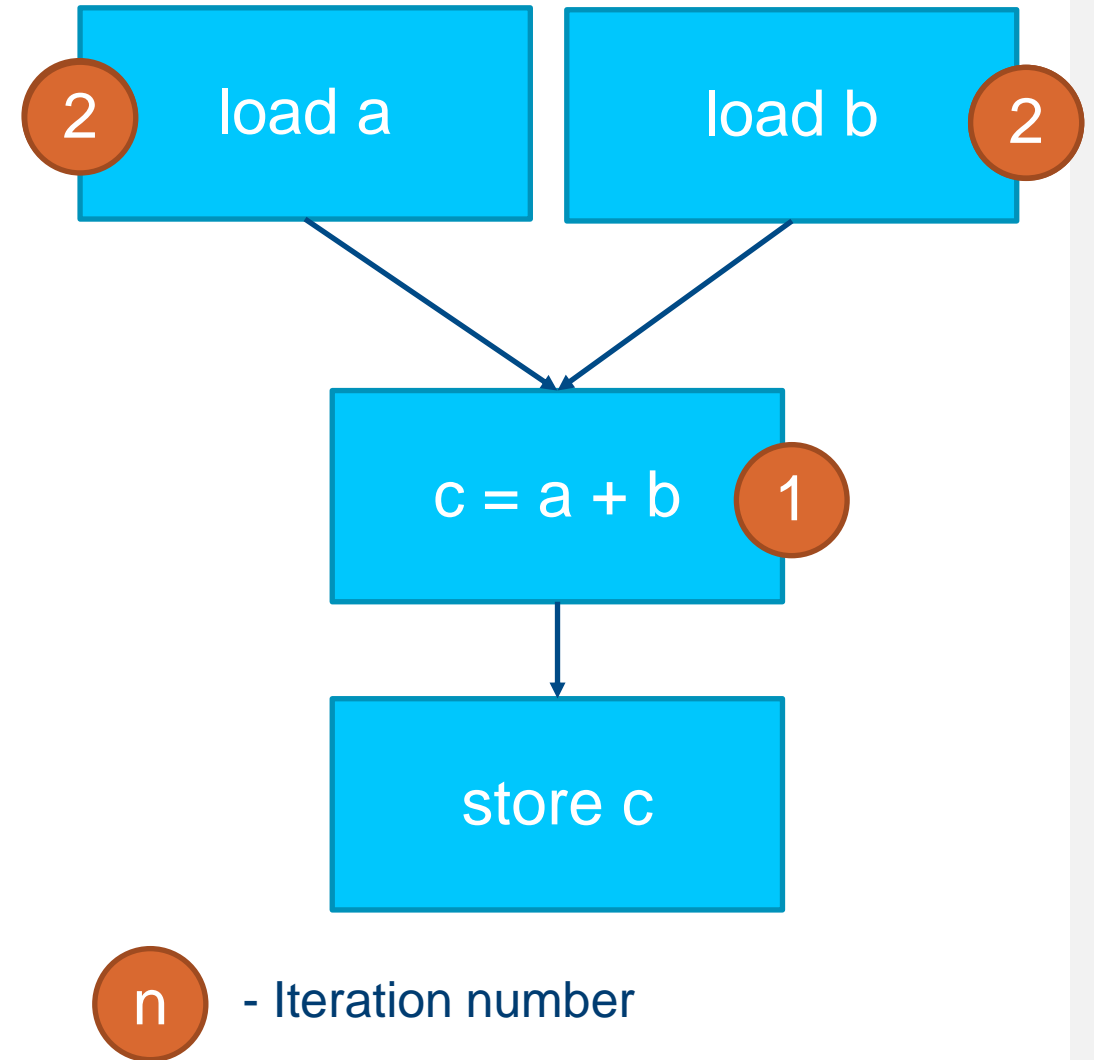 2
load a
load b
2
c = a + b
1
store c
n
- Iteration number